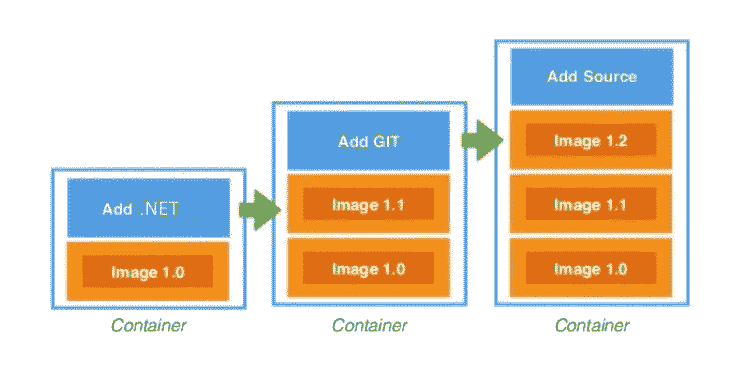 Add .NET
Image 1.0
Container
Add GIT
Image 1.1
Image 1.0
Container
Add Source
Image 1.2
Image 1.1
Image 1.0
Container